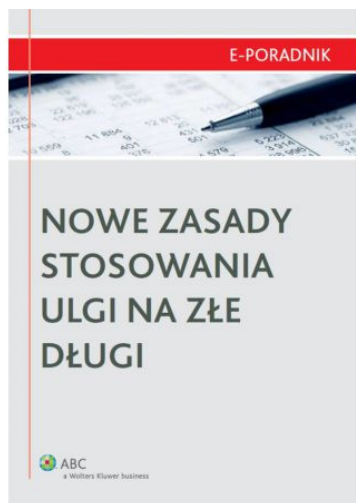 E-PORADNIK
NOWE ZASADY
STOSOWANIA
ULGI NA ZŁE
DŁUGI
ABC
a Wolters Kluwer business